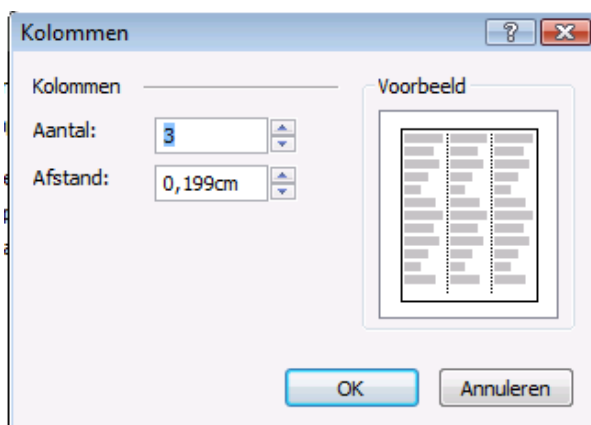 Kolommen
Kolommen
Voorbeeld
Aantal: 3
Afstand: 0,199cm
OK Annuleren